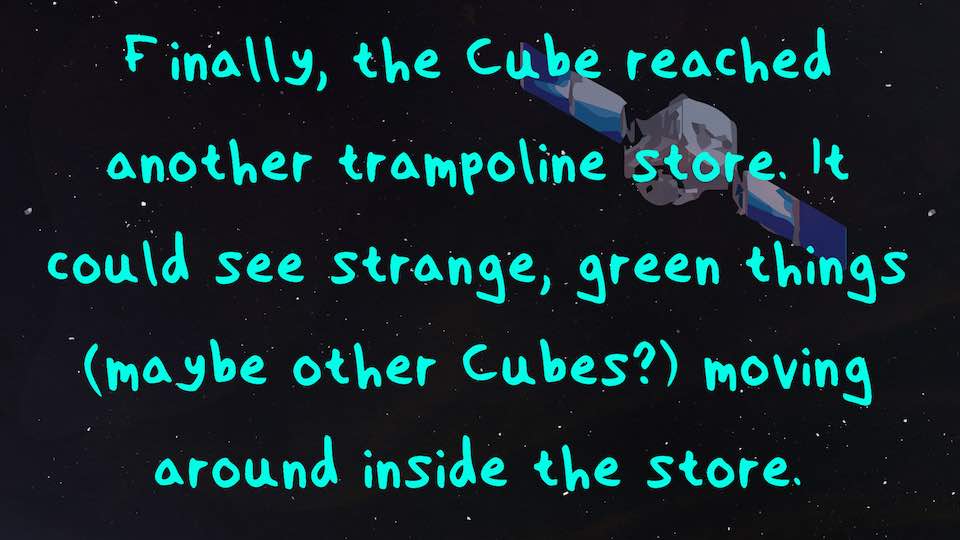 Finally, the Cube reached
another trampoline store. It
could see strange, green things
(maybe other Cubes?) moving
around inside the store.